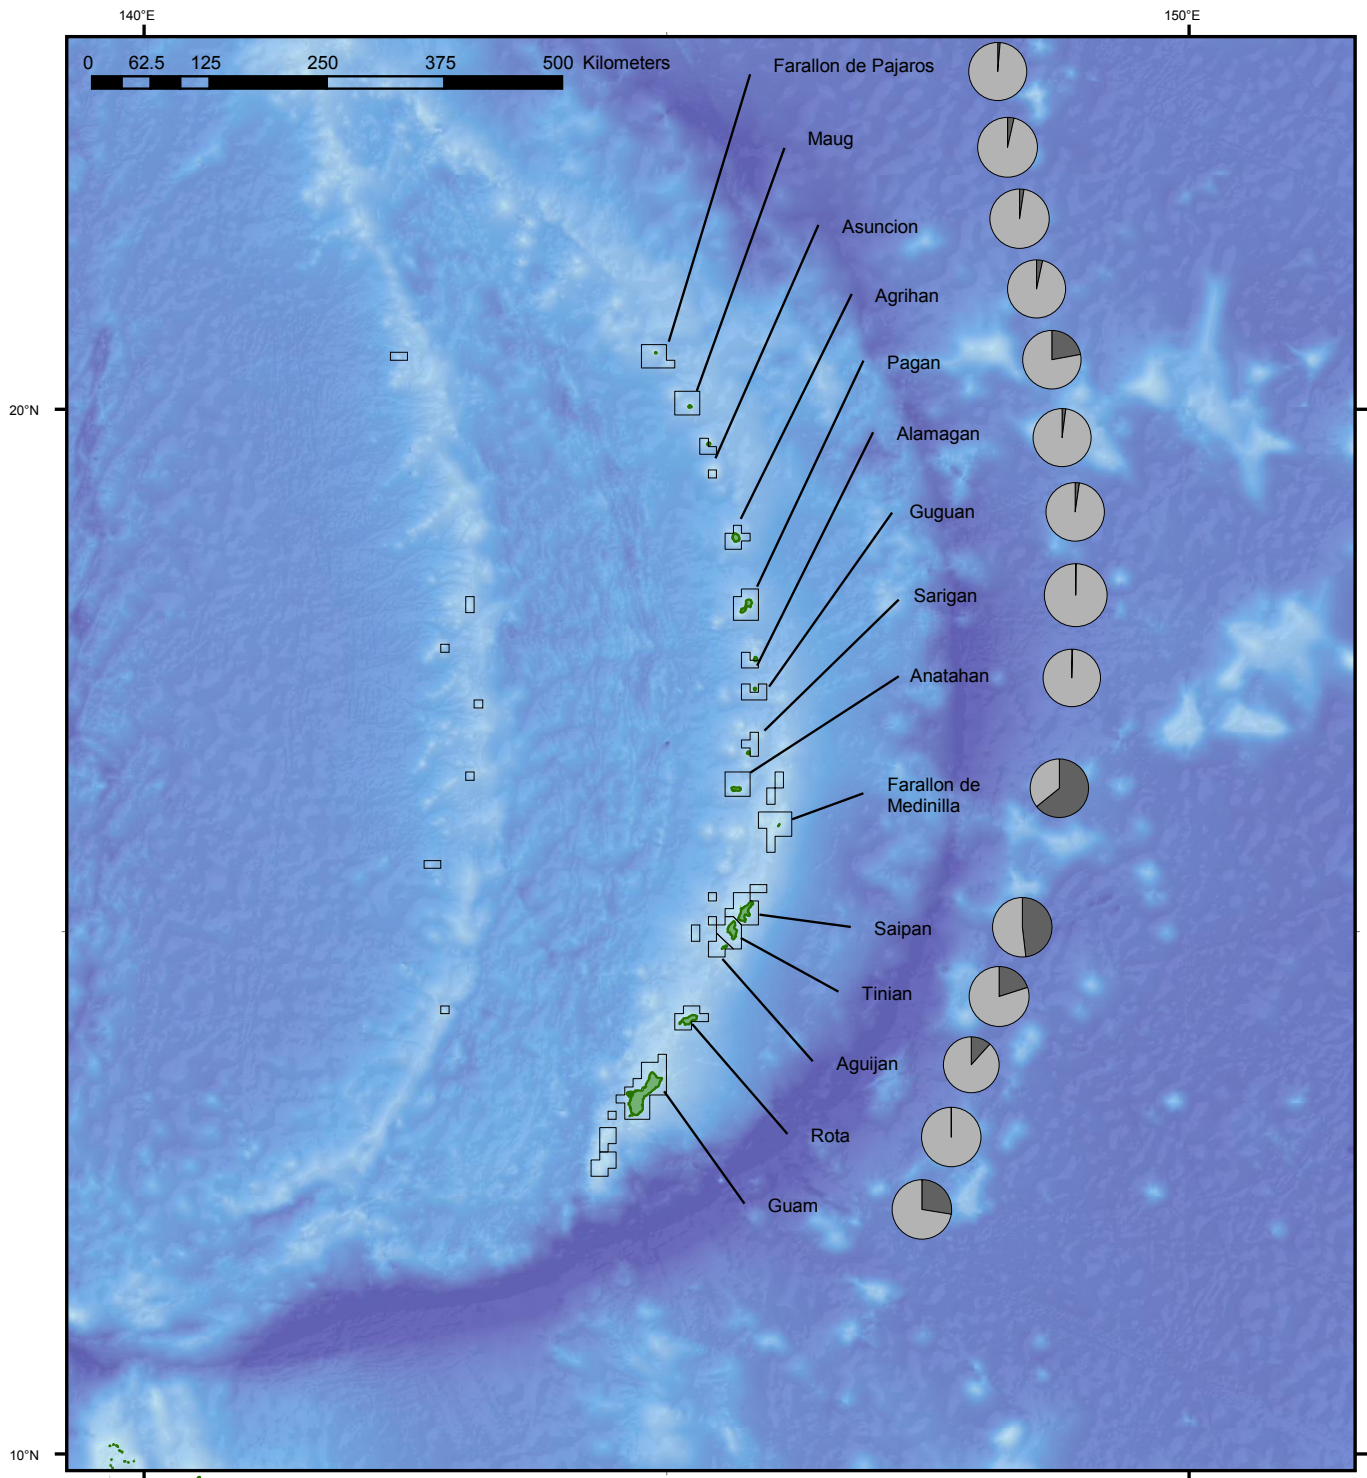 140°E 150°E
0 62.5 125 250 375 500 Kilometers
Farallon de Pajaros
Maug
Asuncion
Agrihan
Pagan
20°N
Alamagan
Guguan
Sarigan
Anatahan
Farallon de
Medinilla
Saipan
Tinian
Aguijan
Rota
Guam
10°N